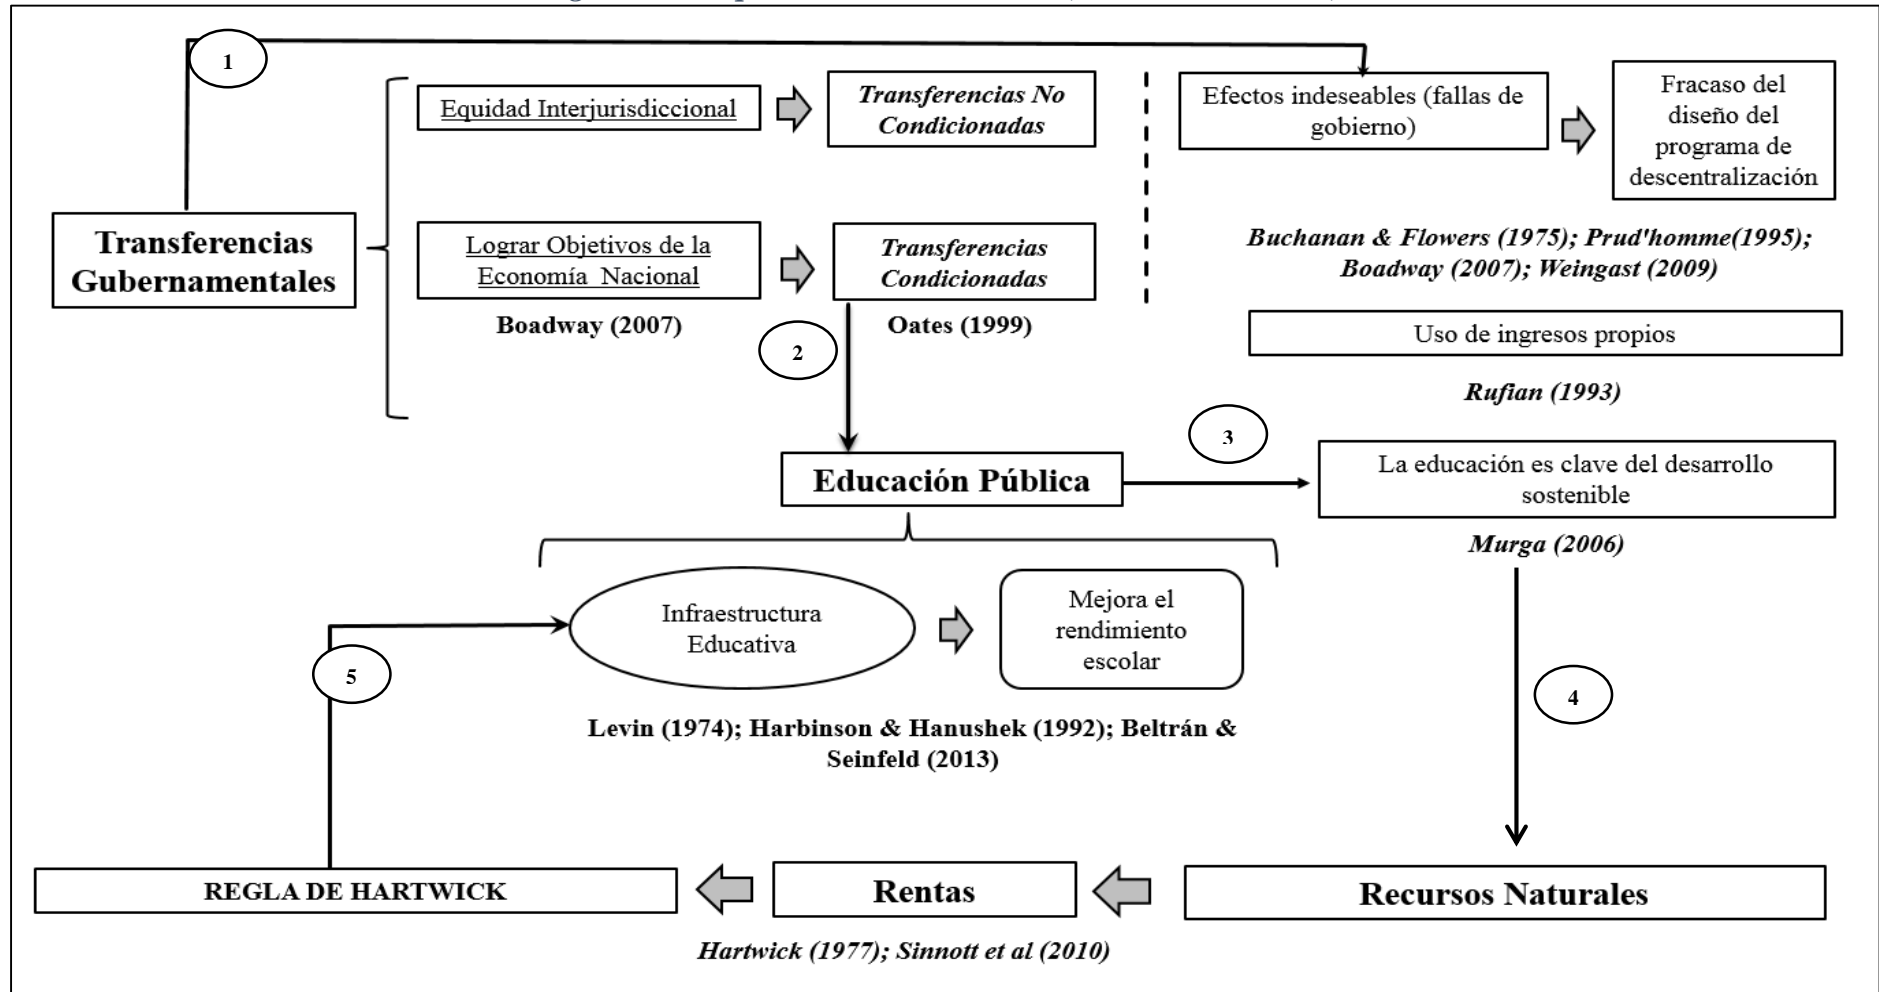 1
Equidad Interjurisdiccional
Transferencias No
Condicionadas
Efectos indeseables (fallas de
gobierno)
Fracaso del
diseño del
programa de
descentralización
Transferencias
Gubernamentales
Lograr Objetivos de la
Economía Nacional
Transferencias
Condicionadas
Buchanan & Flowers (1975); Prud'homme(1995);
Boadway (2007); Weingast (2009)
Boadway (2007)
Oates (1999)
2
Uso de ingresos propios
Rufian (1993)
3
Educación Pública
La educación es clave del desarrollo
sostenible
Murga (2006)
Infraestructura
Educativa
Mejora el
rendimiento
escolar
5
4
Levin (1974); Harbinson & Hanushek (1992); Beltrán &
Seinfeld (2013)
REGLA DE HARTWICK
Rentas
Recursos Naturales
Hartwick (1977); Sinnott et al (2010)